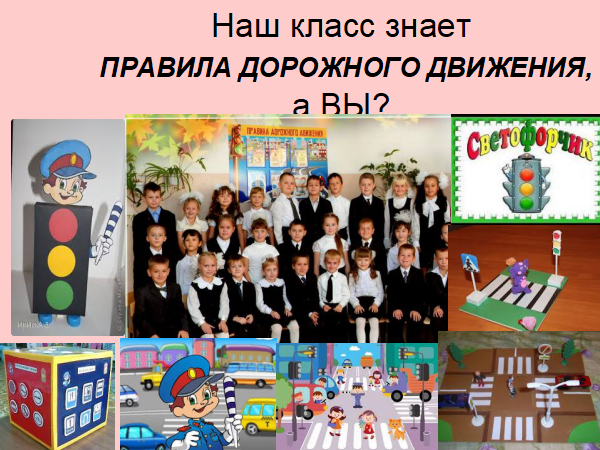 Наш класс знает
ПРАВИЛА ДОРОЖНОГО ДВИЖЕНИЯ,
а ВЫ?
ПРАВИЛА ДОРОЖНОГО ДВИЖЕНИЯ
Светофорчик